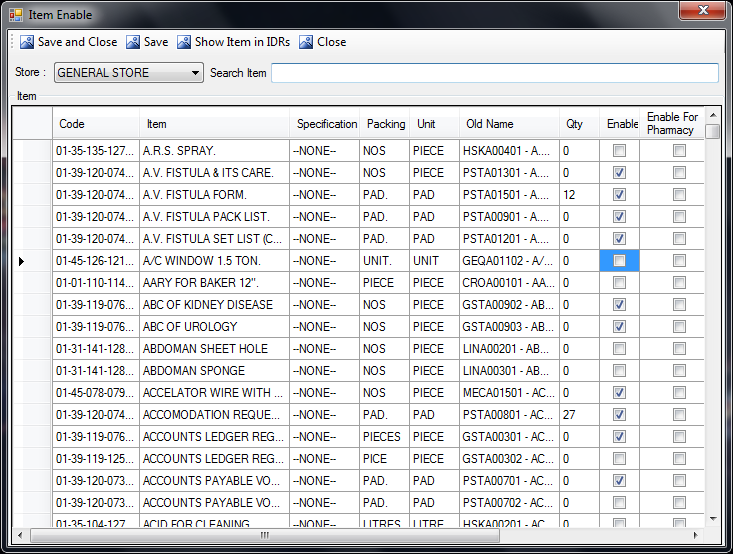 Item Enable
Save and Close Save Show Item in IDRs Close
Store : GENERAL STORE Search Item
Item
Code Item Specification Packing Unit Old Name Qty Enable Enable For Pharmacy
01-35-135-127... A.R.S. SPRAY. --NONE-- NOS PIECE HSKA00401 - A.... 0
01-39-120-074... A.V. FISTULA & ITS CARE. --NONE-- NOS PIECE PSTA01301 - A.... 0
01-39-120-074... A.V. FISTULA FORM. --NONE-- PAD. PAD PSTA01501 - A.... 12
01-39-120-074... A.V. FISTULA PACK LIST. --NONE-- PAD. PAD PSTA00901 - A.... 0
01-39-120-074... A.V. FISTULA SET LIST (C... --NONE-- PAD. PAD PSTA01201 - A.... 0
01-45-126-121... A/C WINDOW 1.5 TON. --NONE-- UNIT. UNIT GEQA01102 - A/... 0
01-01-110-114... AARY FOR BAKER 12". --NONE-- PIECE PIECE CROA00101 - AA... 0
01-39-119-076... ABC OF KIDNEY DISEASE --NONE-- NOS PIECE GSTA00902 - AB... 0
01-39-119-076... ABC OF UROLOGY --NONE-- NOS PIECE GSTA00903 - AB... 0
01-31-141-128... ABDOMAN SHEET HOLE --NONE-- NOS PIECE LINA00201 - AB... 0
01-31-141-128... ABDOMAN SPONGE --NONE-- NOS PIECE LINA00301 - AB... 0
01-45-078-079... ACCELATOR WIRE WITH ... --NONE-- NOS PIECE MECA01501 - AC... 0
01-39-120-074... ACCOMODATION REQUE... --NONE-- PAD. PAD PSTA00801 - AC... 27
01-39-119-076... ACCOUNTS LEDGER REG... --NONE-- PIECES PIECE GSTA00301 - AC... 0
01-39-119-125... ACCOUNTS LEDGER REG... --NONE-- PICE PIECE GSTA00302 - AC... 0
01-39-120-073... ACCOUNTS PAYABLE VO... --NONE-- PAD. PAD PSTA00701 - AC... 0
01-39-120-073... ACCOUNTS PAYABLE VO... --NONE-- PAD. PAD PSTA00702 - AC... 0
01-35-104-127... ACID FOR CLEANING --NONE-- LITRES LITRE HSKA00201 - AC... 0